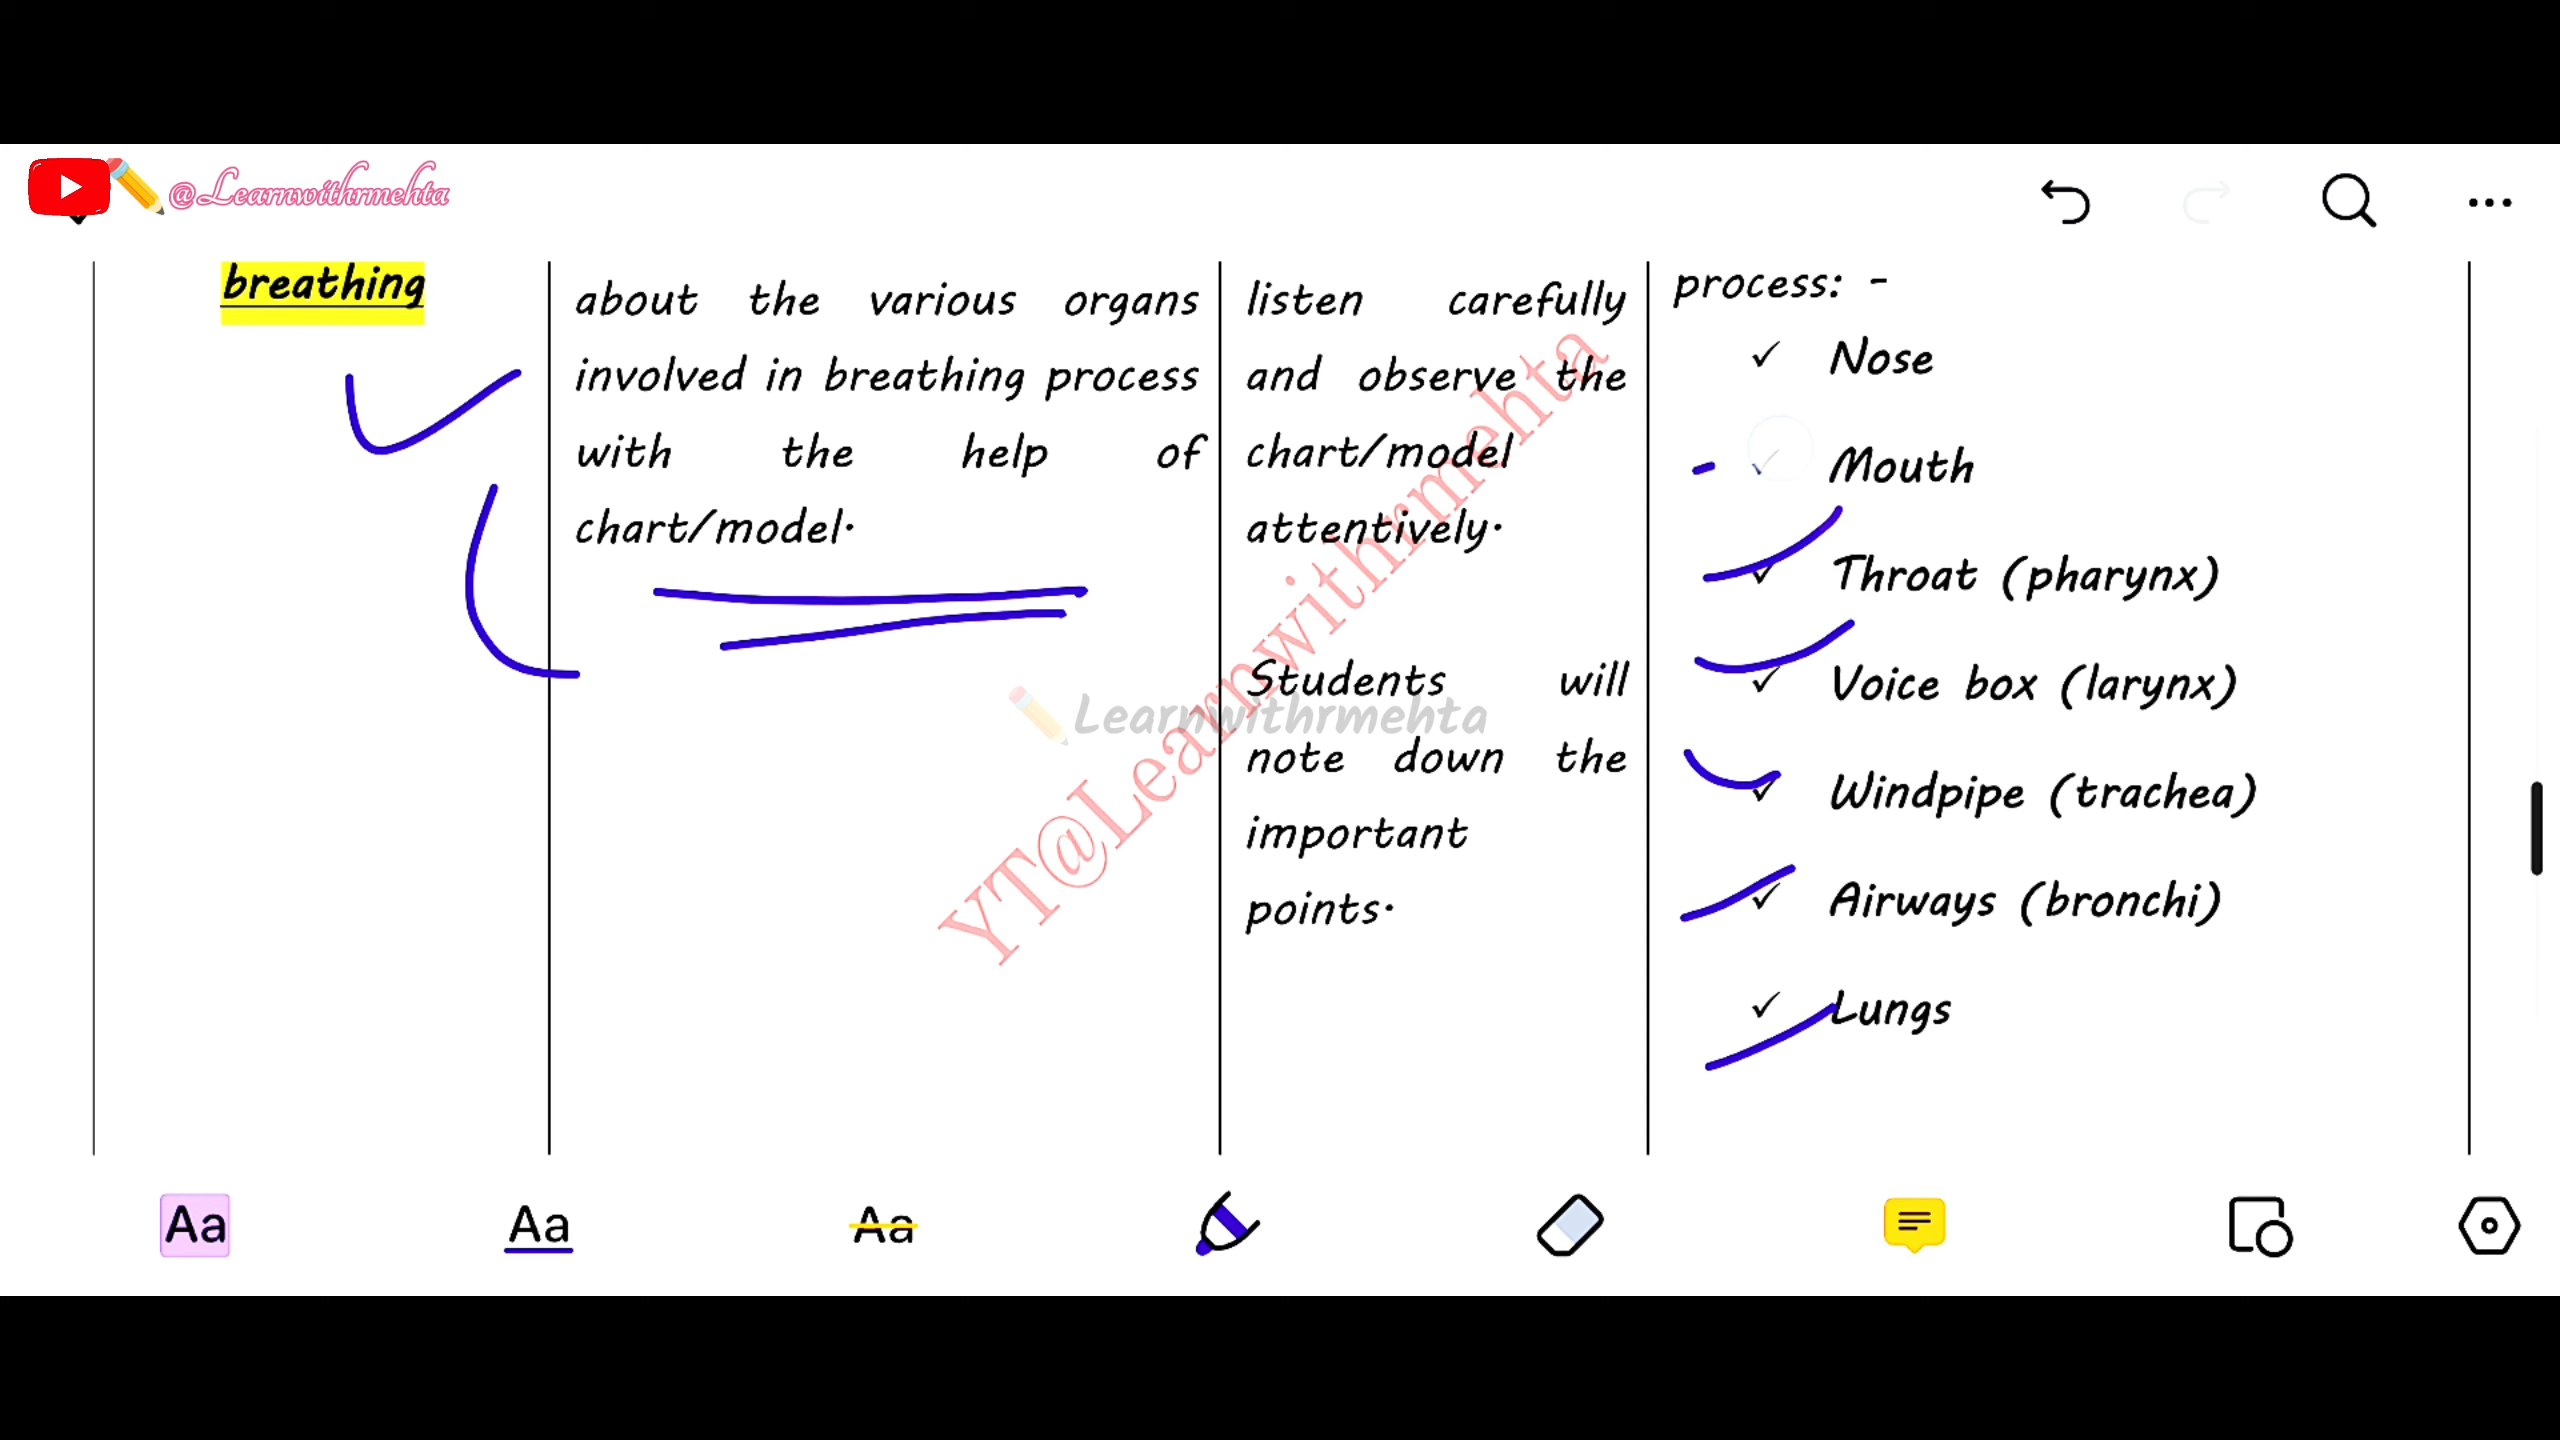 @Learnwithrmehta
breathing
about the various organs
involved in breathing process
with the help of
chart/model.
listen carefully
and observe the
chart/model
attentively.
Students will
note down the
important
points.
process: -
✓ Nose
✓ Mouth
✓ Throat (pharynx)
✓ Voice box (larynx)
✓ Windpipe (trachea)
✓ Airways (bronchi)
✓ Lungs
YT@Learnwithrmehta
Learnwithrmehta
Aa
Aa
Aa